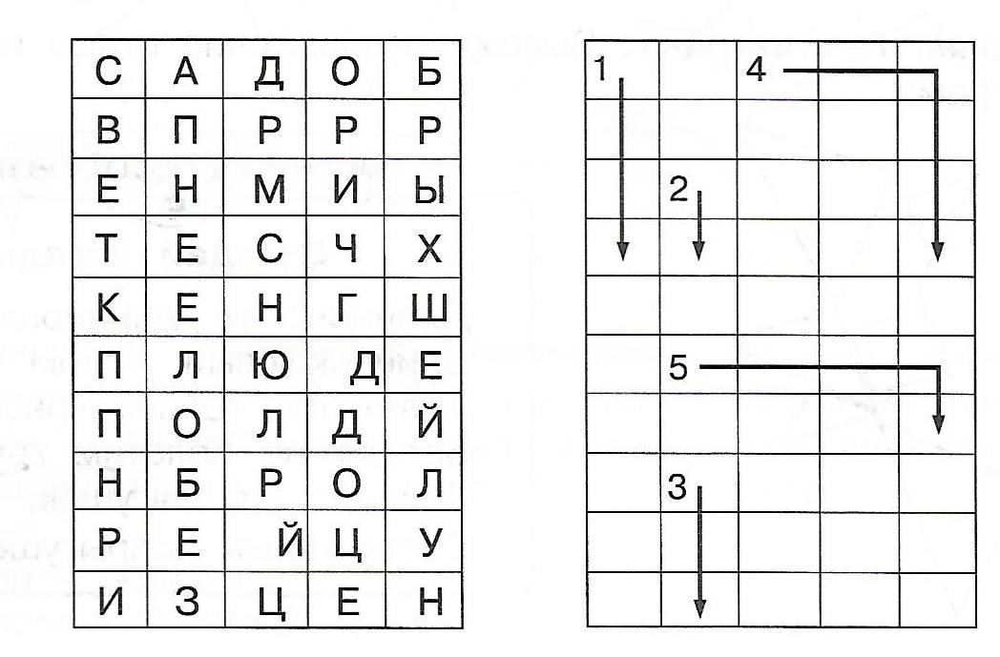 С А Д О Б
В П Р Р Р
Е Н М И Ы
Т Е С Ч Х
К Е Н Г Ш
П Л Ю Д Е
П О Л Д Й
Н Б Р О Л
Р Е Й Ц У
И З Ц Е Н
1 4
2
5
3